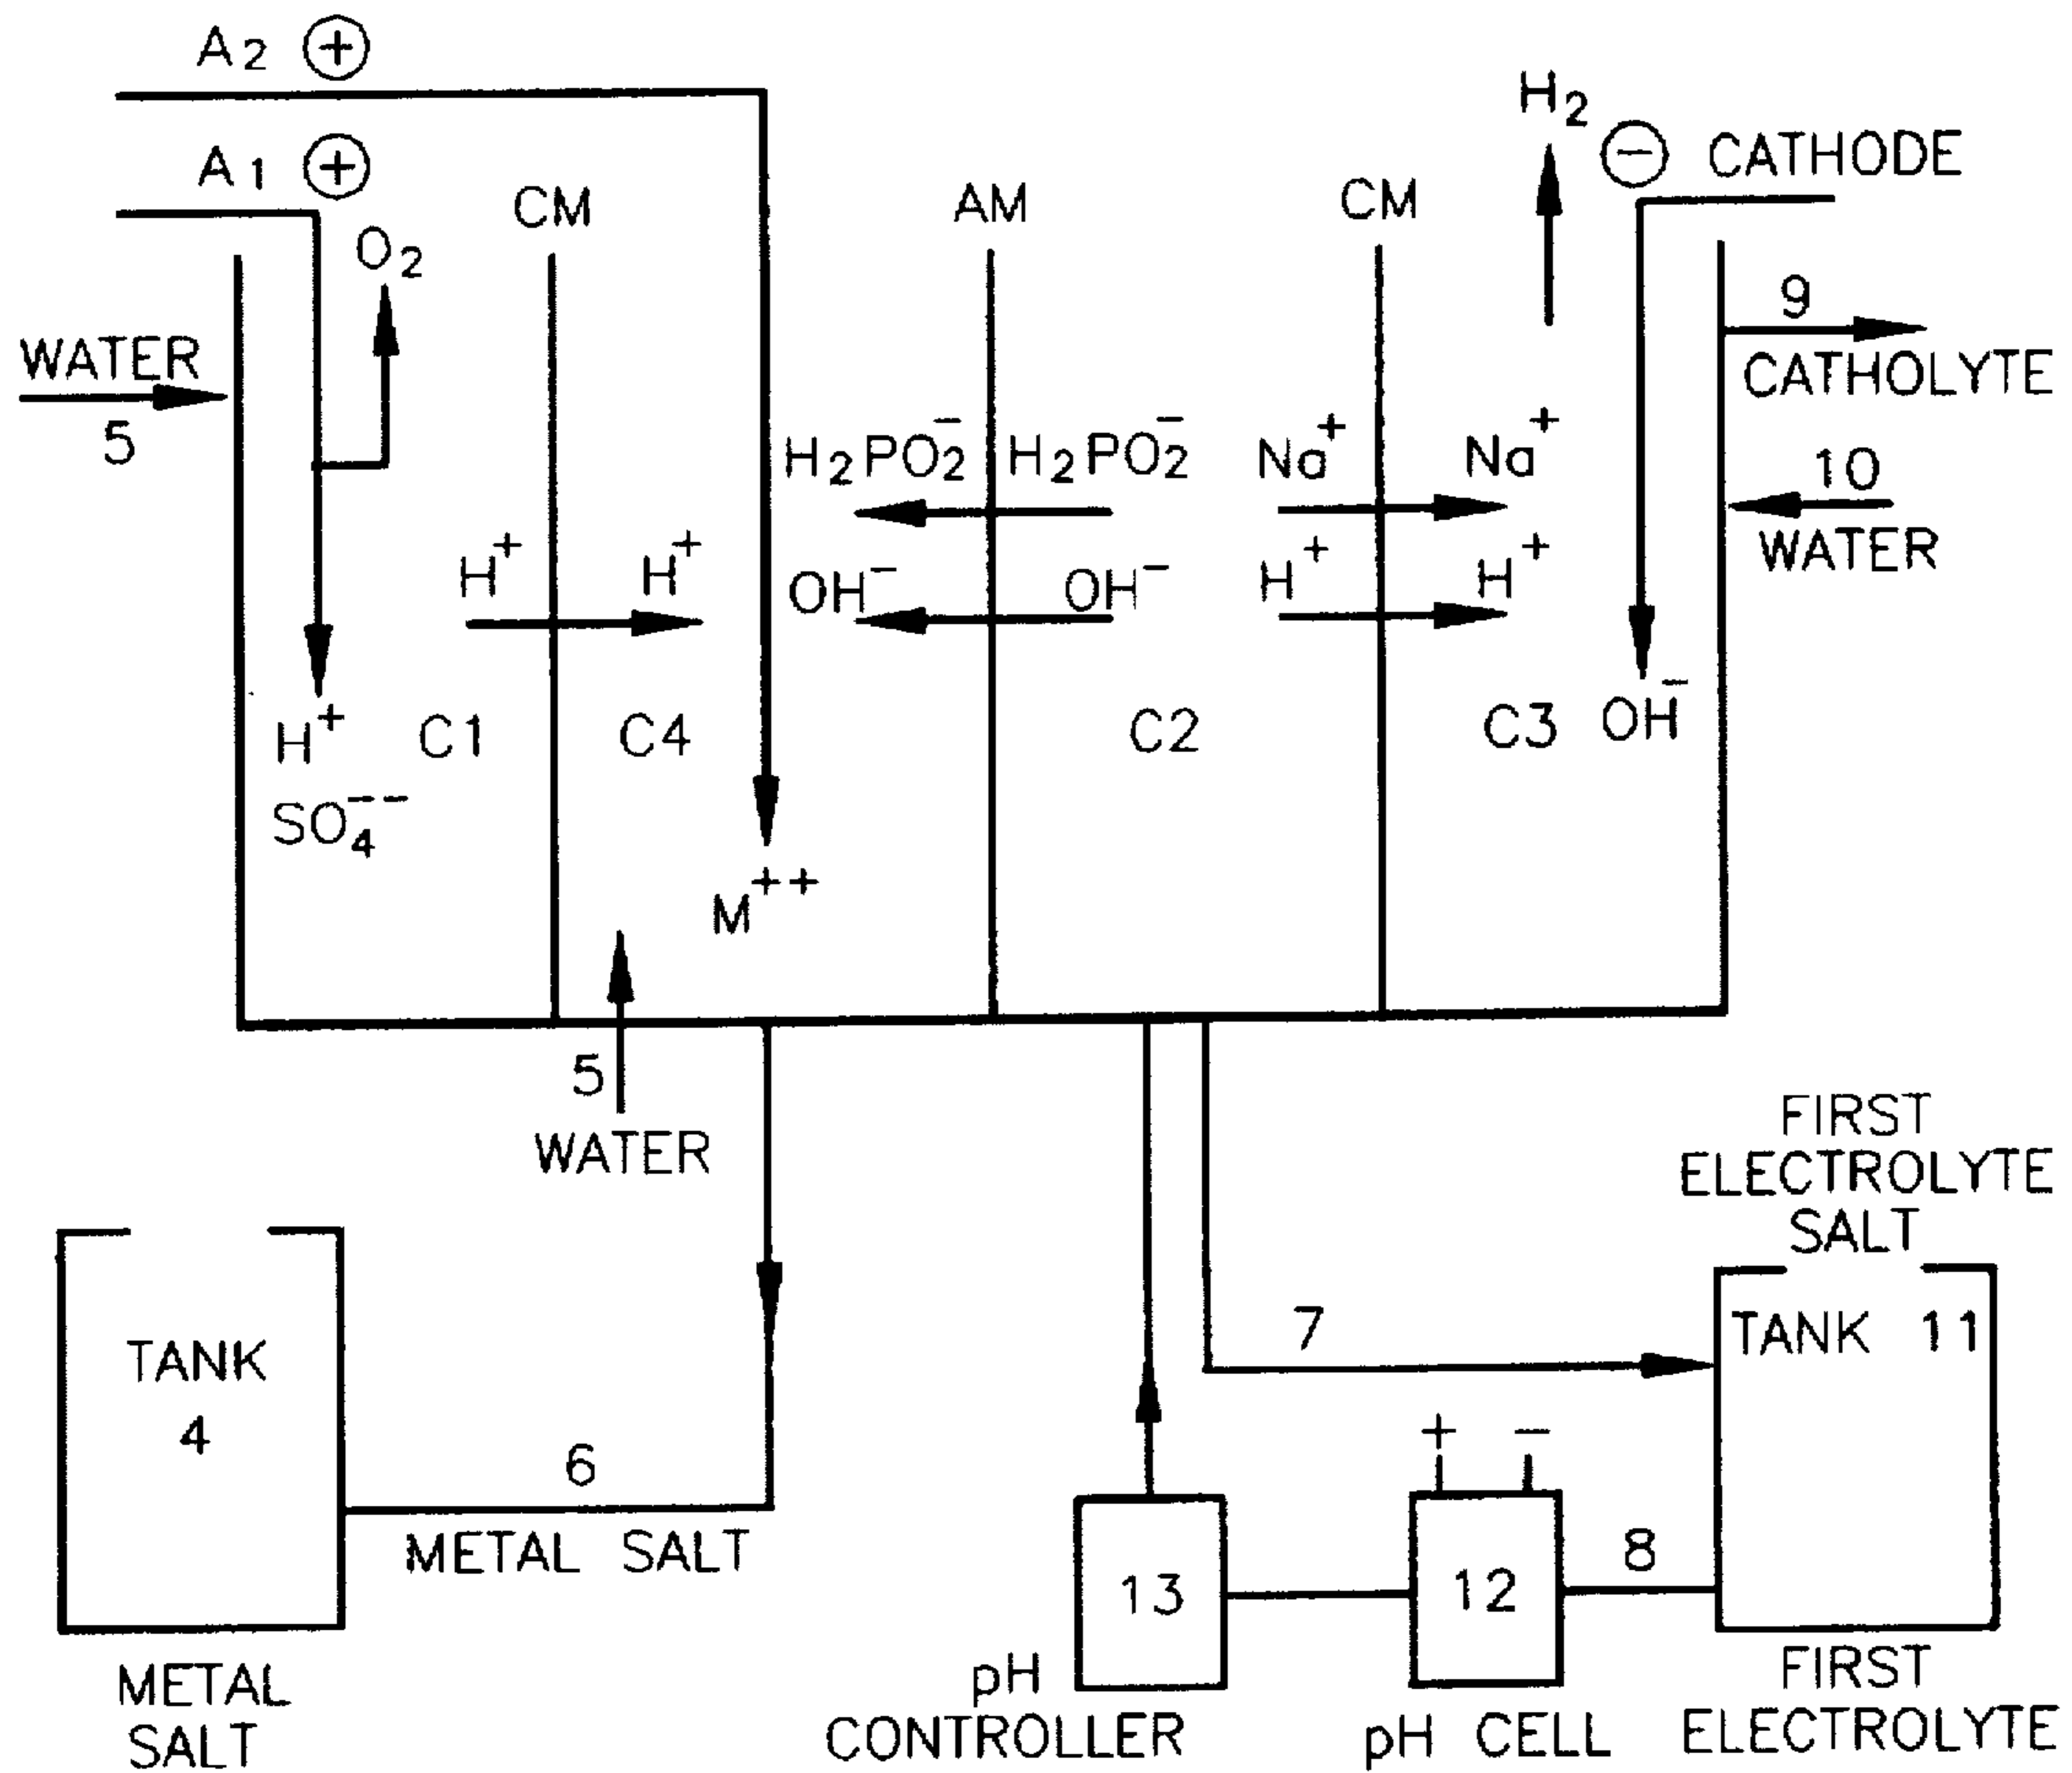 A2 ⊕
H2
A1 ⊕
⊖ CATHODE
CM
AM
CM
O2
9
WATER
CATHOLYTE
5
H2PO2-
H2PO2-
Na+
Na+
10
WATER
H+
H+
OH-
OH-
H+
H+
H+
C1
C4
C2
C3
OH-
SO4--
M++
5
WATER
FIRST
ELECTROLYTE
SALT
TANK
4
7
TANK 11
+ -
6
METAL SALT
13
12
8
METAL
SALT
pH
CONTROLLER
pH CELL
FIRST
ELECTROLYTE